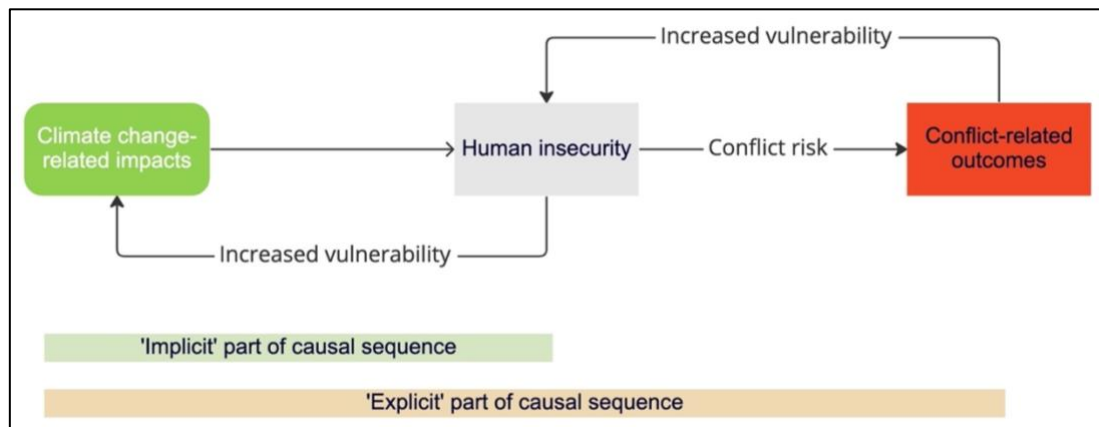 Increased vulnerability
Climate change-
related impacts
Human insecurity
Conflict risk
Conflict-related
outcomes
Increased vulnerability
'Implicit' part of causal sequence
'Explicit' part of causal sequence